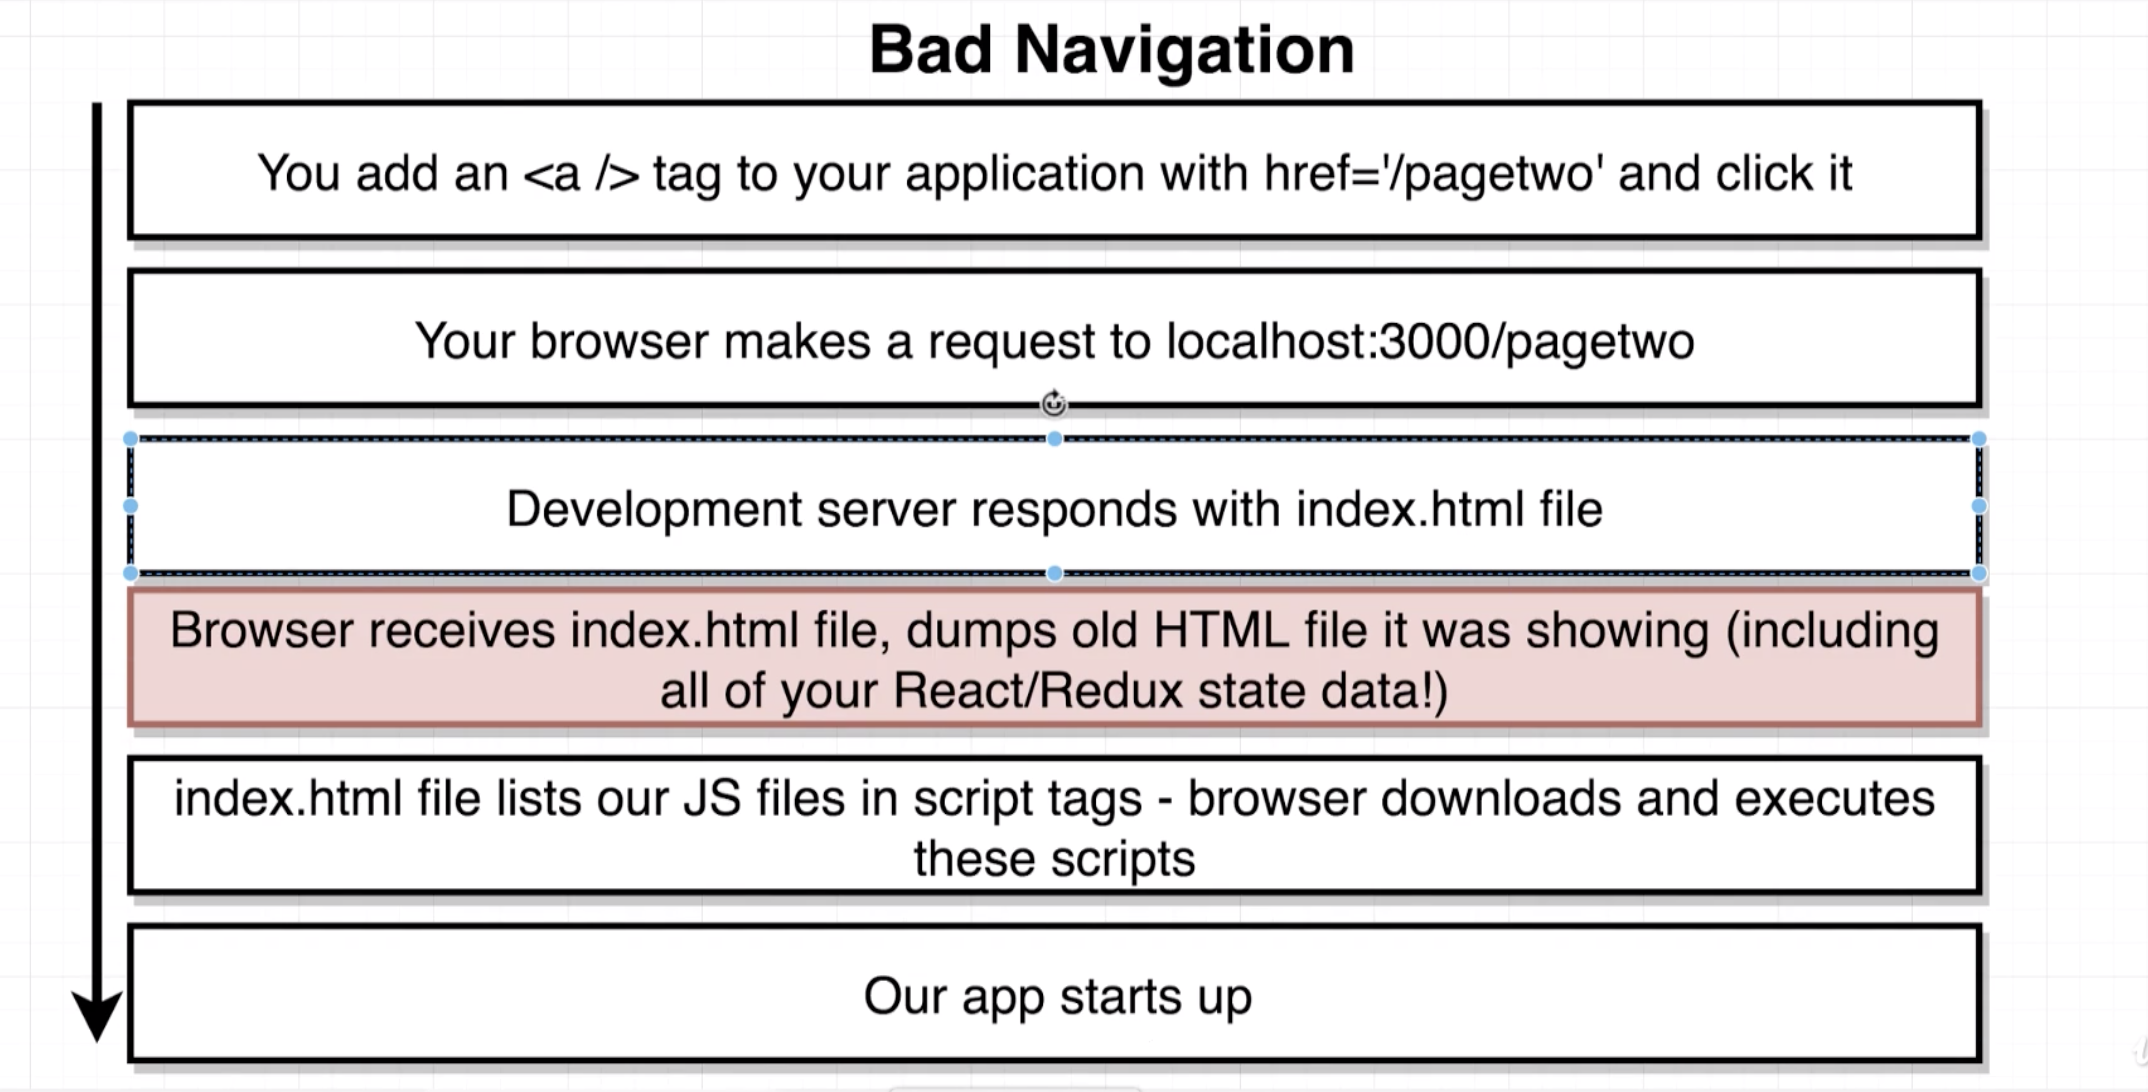 Bad Navigation
You add an <a /> tag to your application with href='/pagetwo' and click it
Your browser makes a request to localhost:3000/pagetwo
Development server responds with index.html file
Browser receives index.html file, dumps old HTML file it was showing (including
all of your React/Redux state data!)
index.html file lists our JS files in script tags - browser downloads and executes
these scripts
Our app starts up